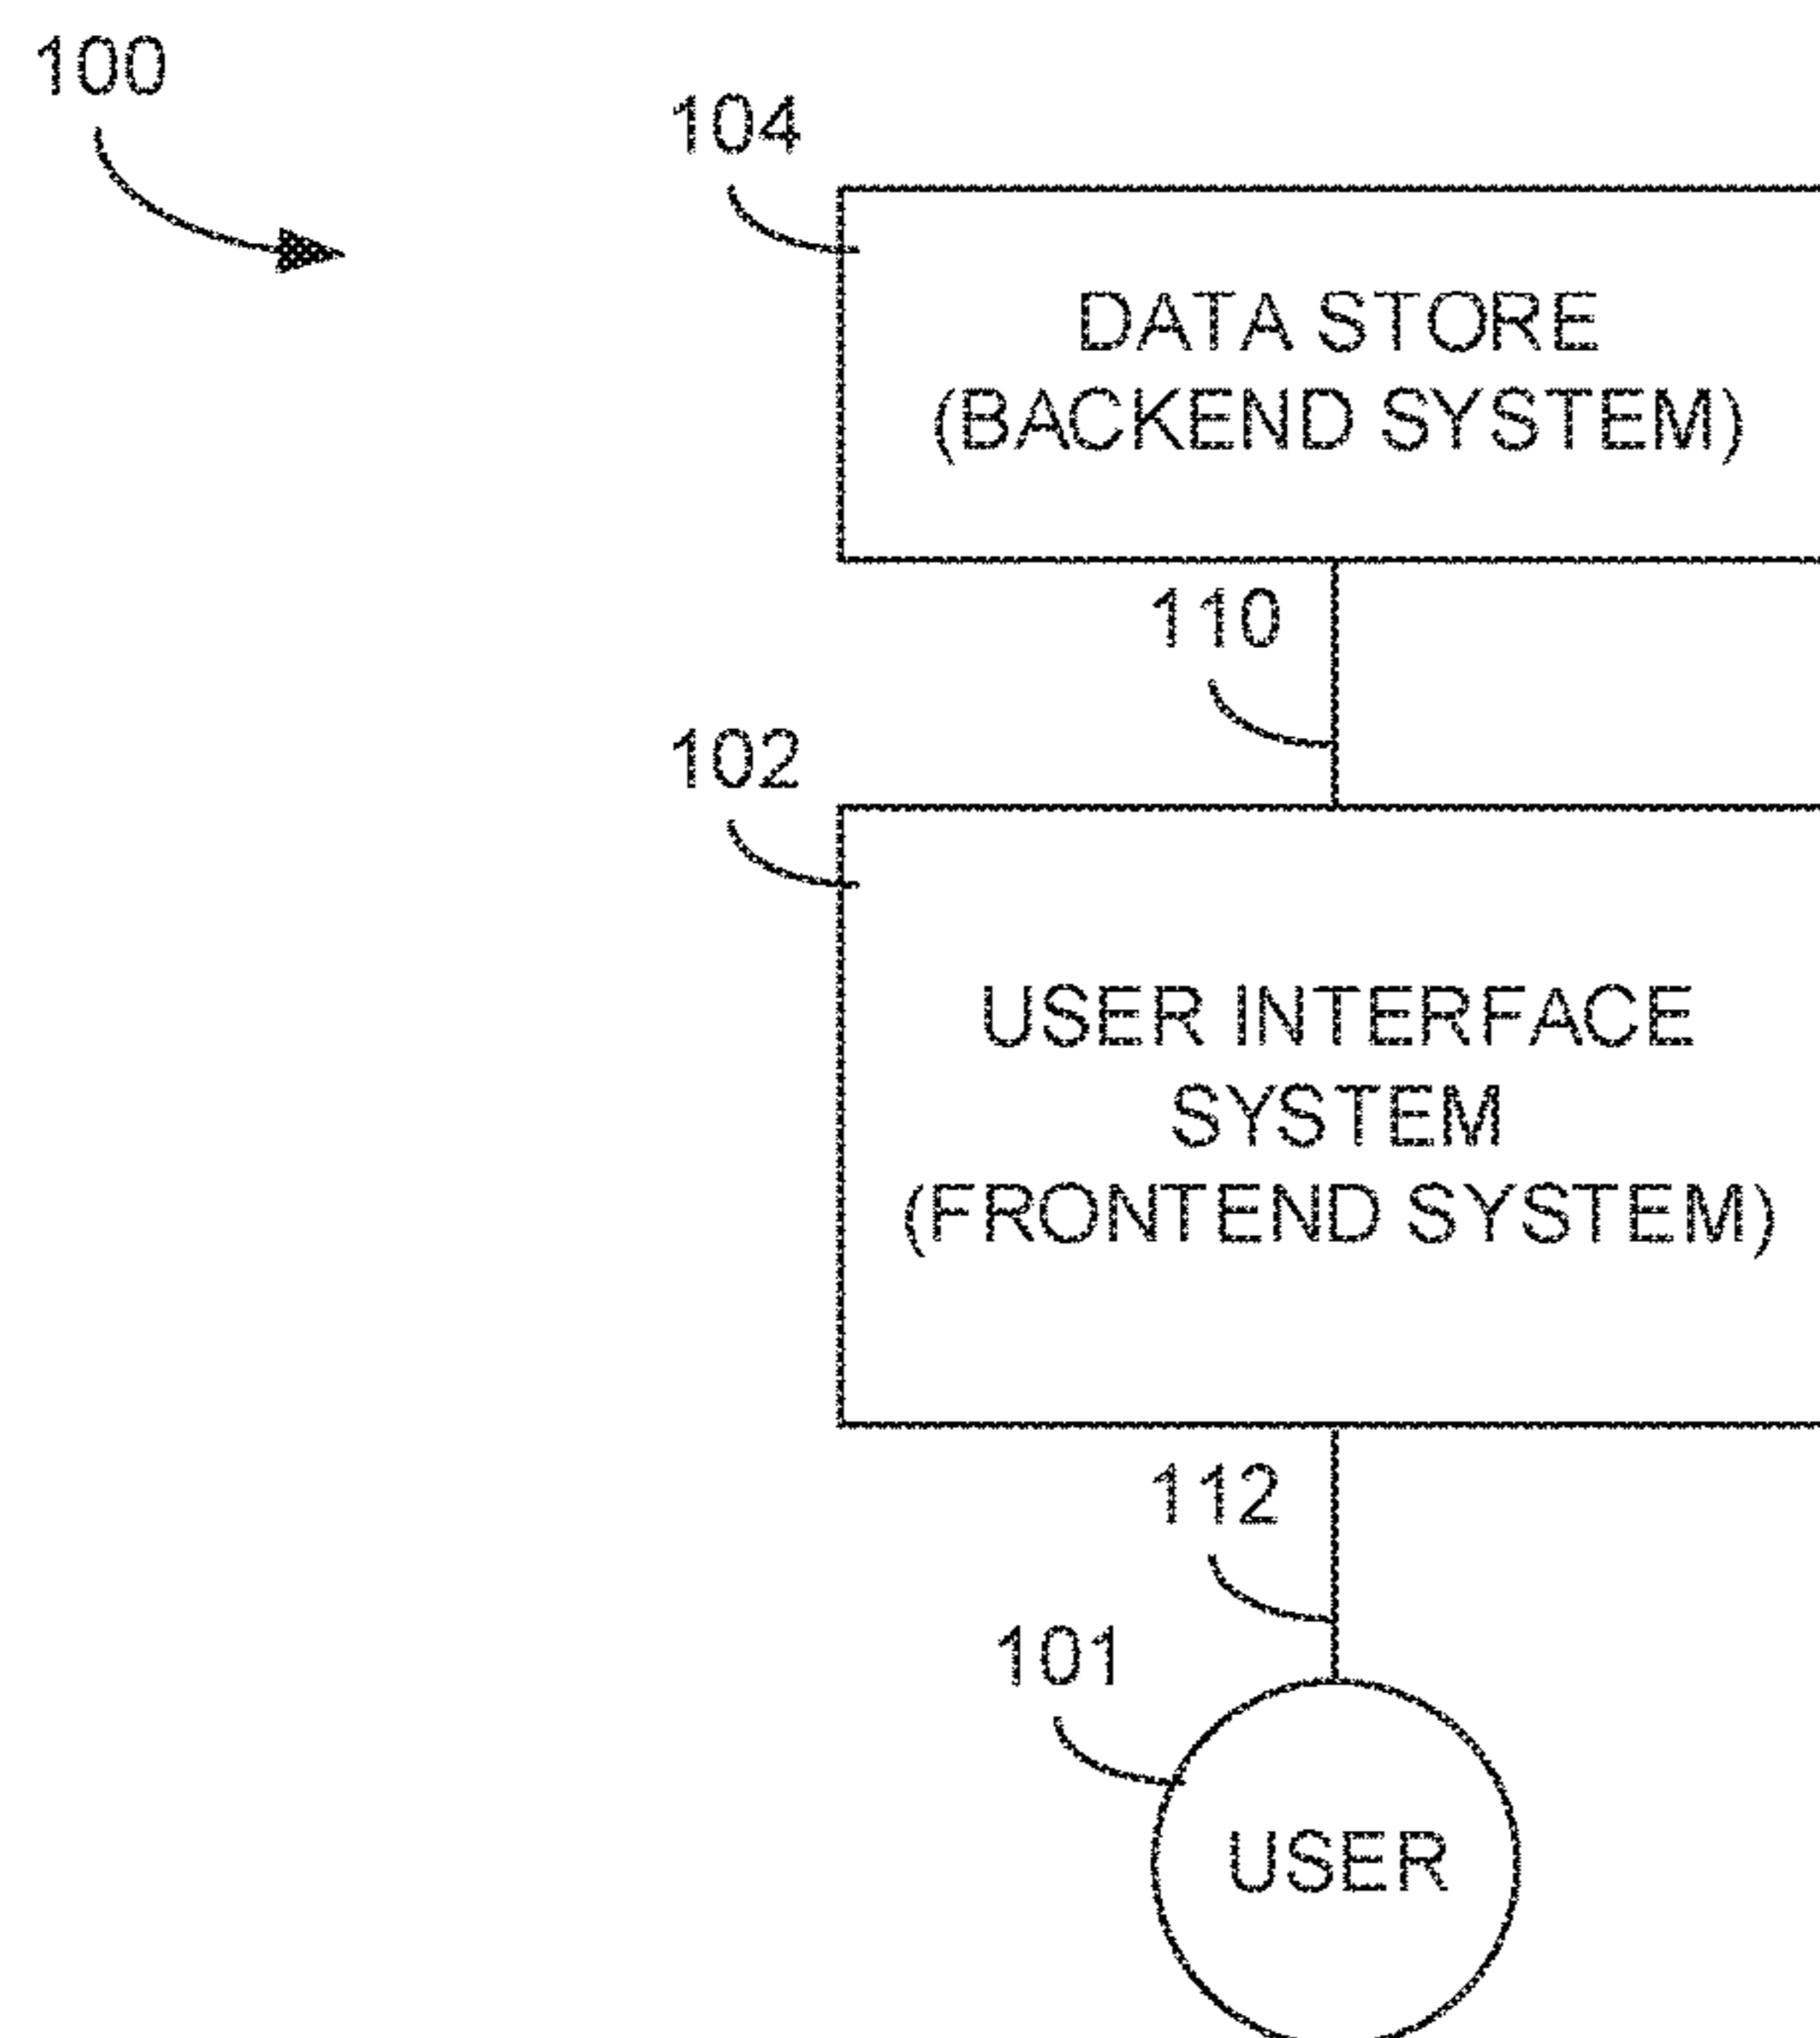 100
104
DATA STORE
(BACKEND SYSTEM)
110
102
USER INTERFACE
SYSTEM
(FRONTEND SYSTEM)
112
101
USER